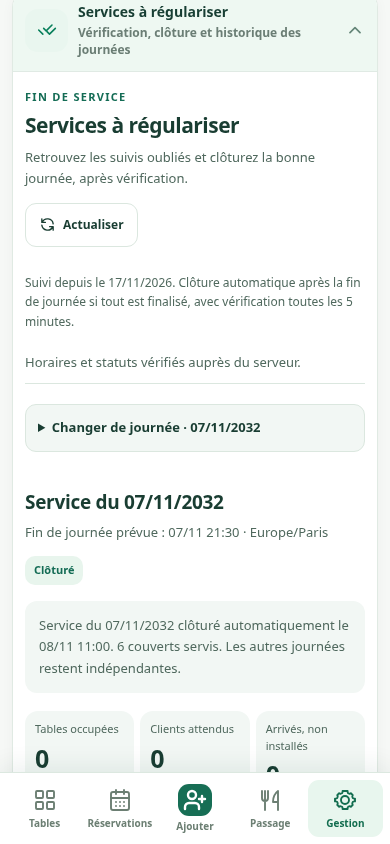 Services à régulariser
Vérification, clôture et historique des
journées
FIN DE SERVICE
Services à régulariser
Retrouvez les suivis oubliés et clôturez la bonne
journée, après vérification.
Actualiser
Suivi depuis le 17/11/2026. Clôture automatique après la fin
de journée si tout est finalisé, avec vérification toutes les 5
minutes.
Horaires et statuts vérifiés auprès du serveur.
Changer de journée · 07/11/2032
Service du 07/11/2032
Fin de journée prévue : 07/11 21:30 · Europe/Paris
Clôturé
Service du 07/11/2032 clôturé automatiquement le
08/11 11:00. 6 couverts servis. Les autres journées
restent indépendantes.
Tables occupées
0
Clients attendus
0
Arrivés, non
installés
Tables
Réservations
Ajouter
Passage
Gestion